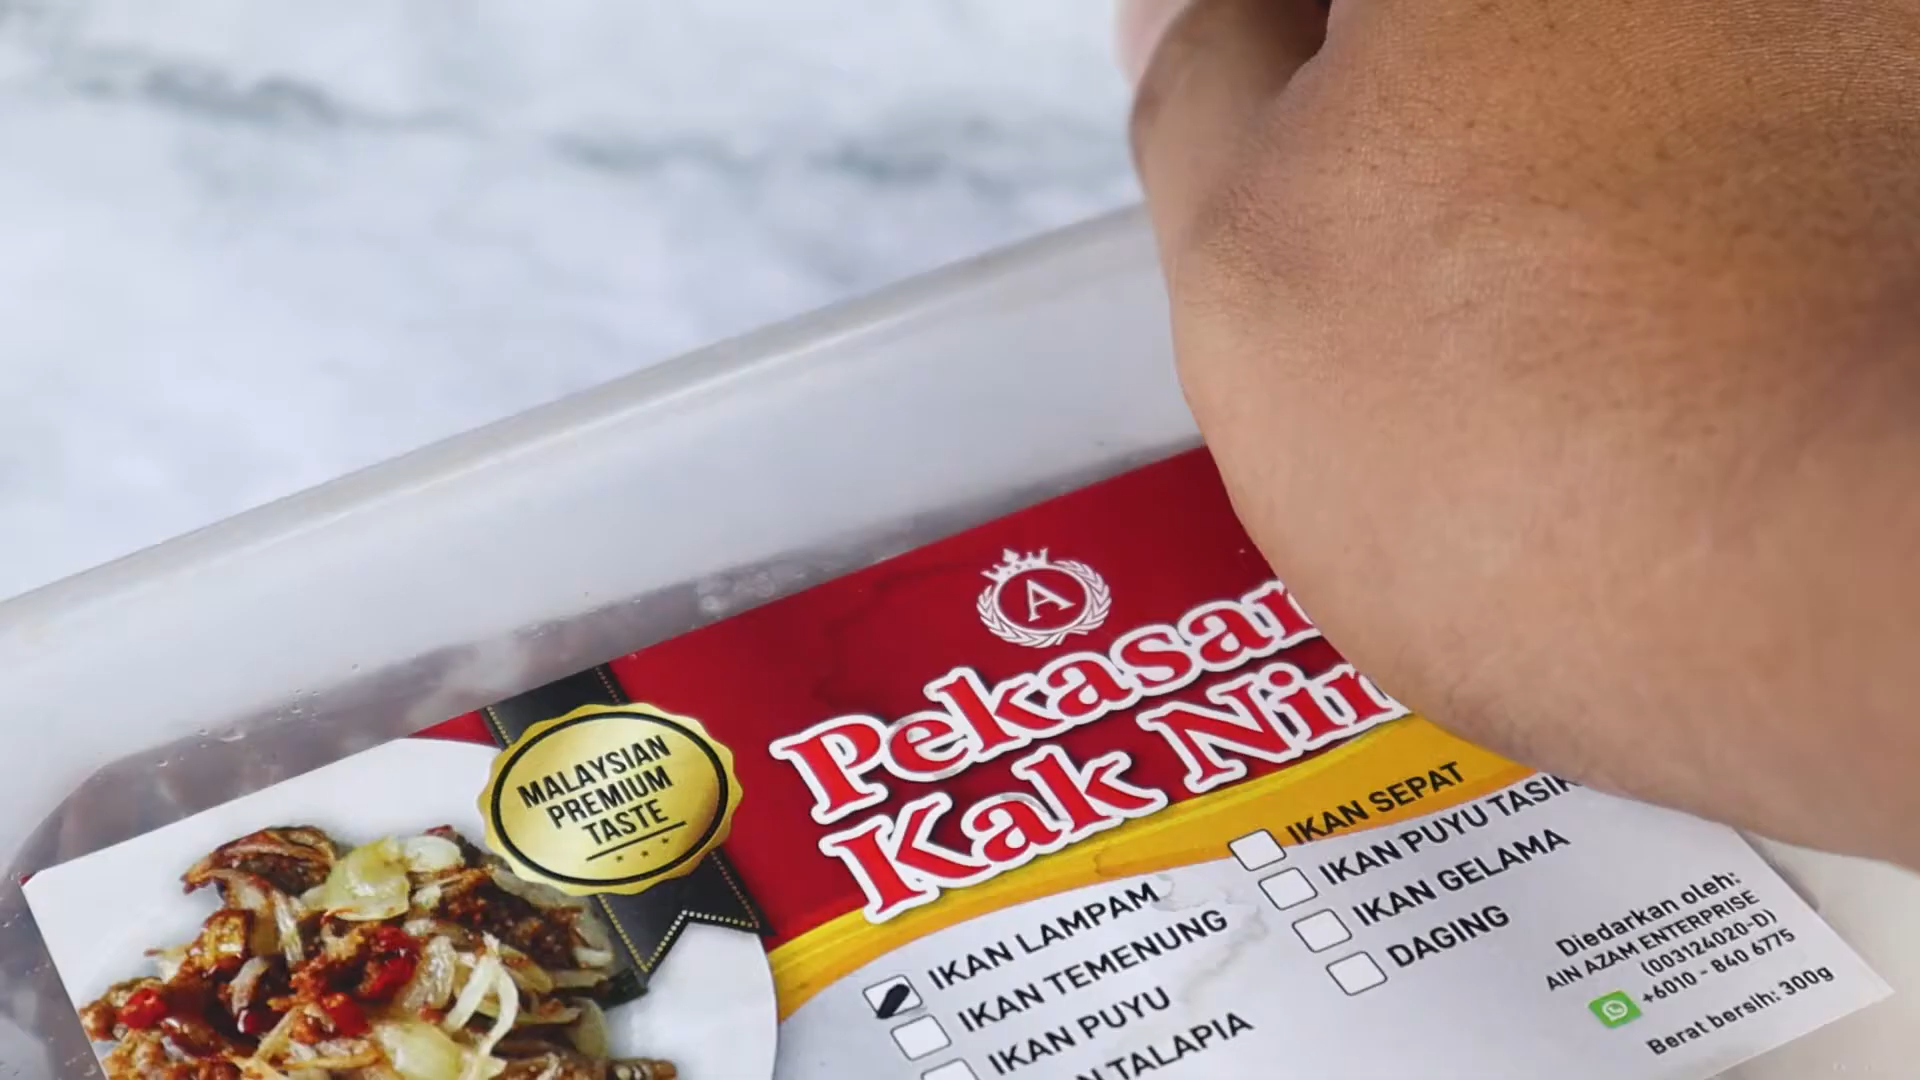 A
Pekasam
Kak Nin
MALAYSIAN
PREMIUM
TASTE
IKAN LAMPAM
IKAN TEMENUNG
IKAN PUYU
TALAPIA
IKAN SEPAT
IKAN PUYU TASIK
IKAN GELAMA
DAGING
Diedarkan oleh:
AIN AZAM ENTERPRISE
(003124020-D)
+6010 - 840 6775
Berat bersih: 300g